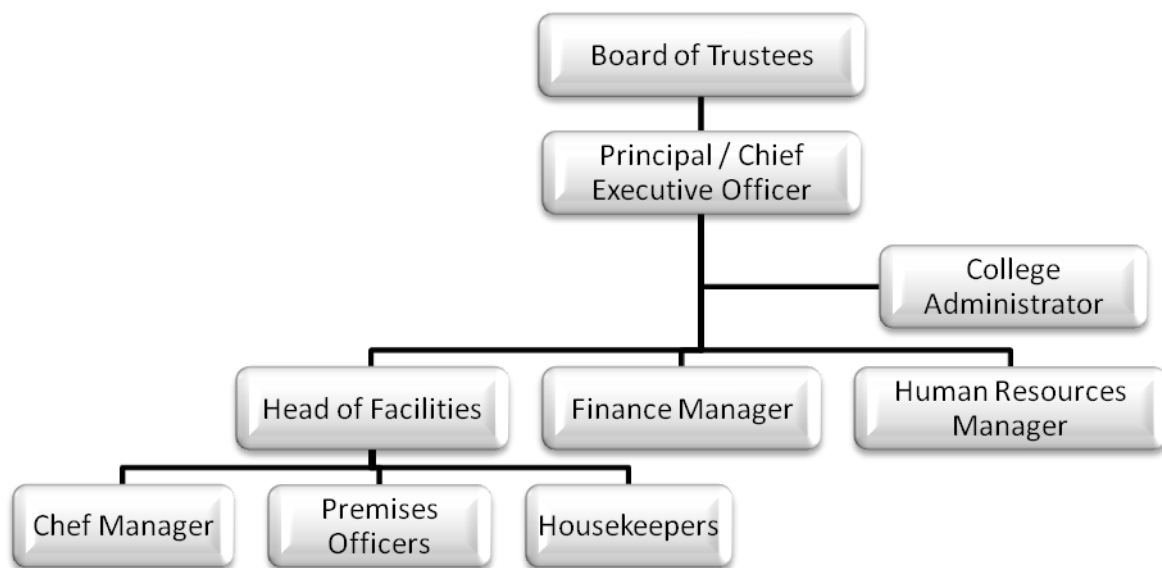 Board of Trustees
Principal / Chief
Executive Officer
College
Administrator
Head of Facilities
Finance Manager
Human Resources
Manager
Chef Manager
Premises
Officers
Housekeepers